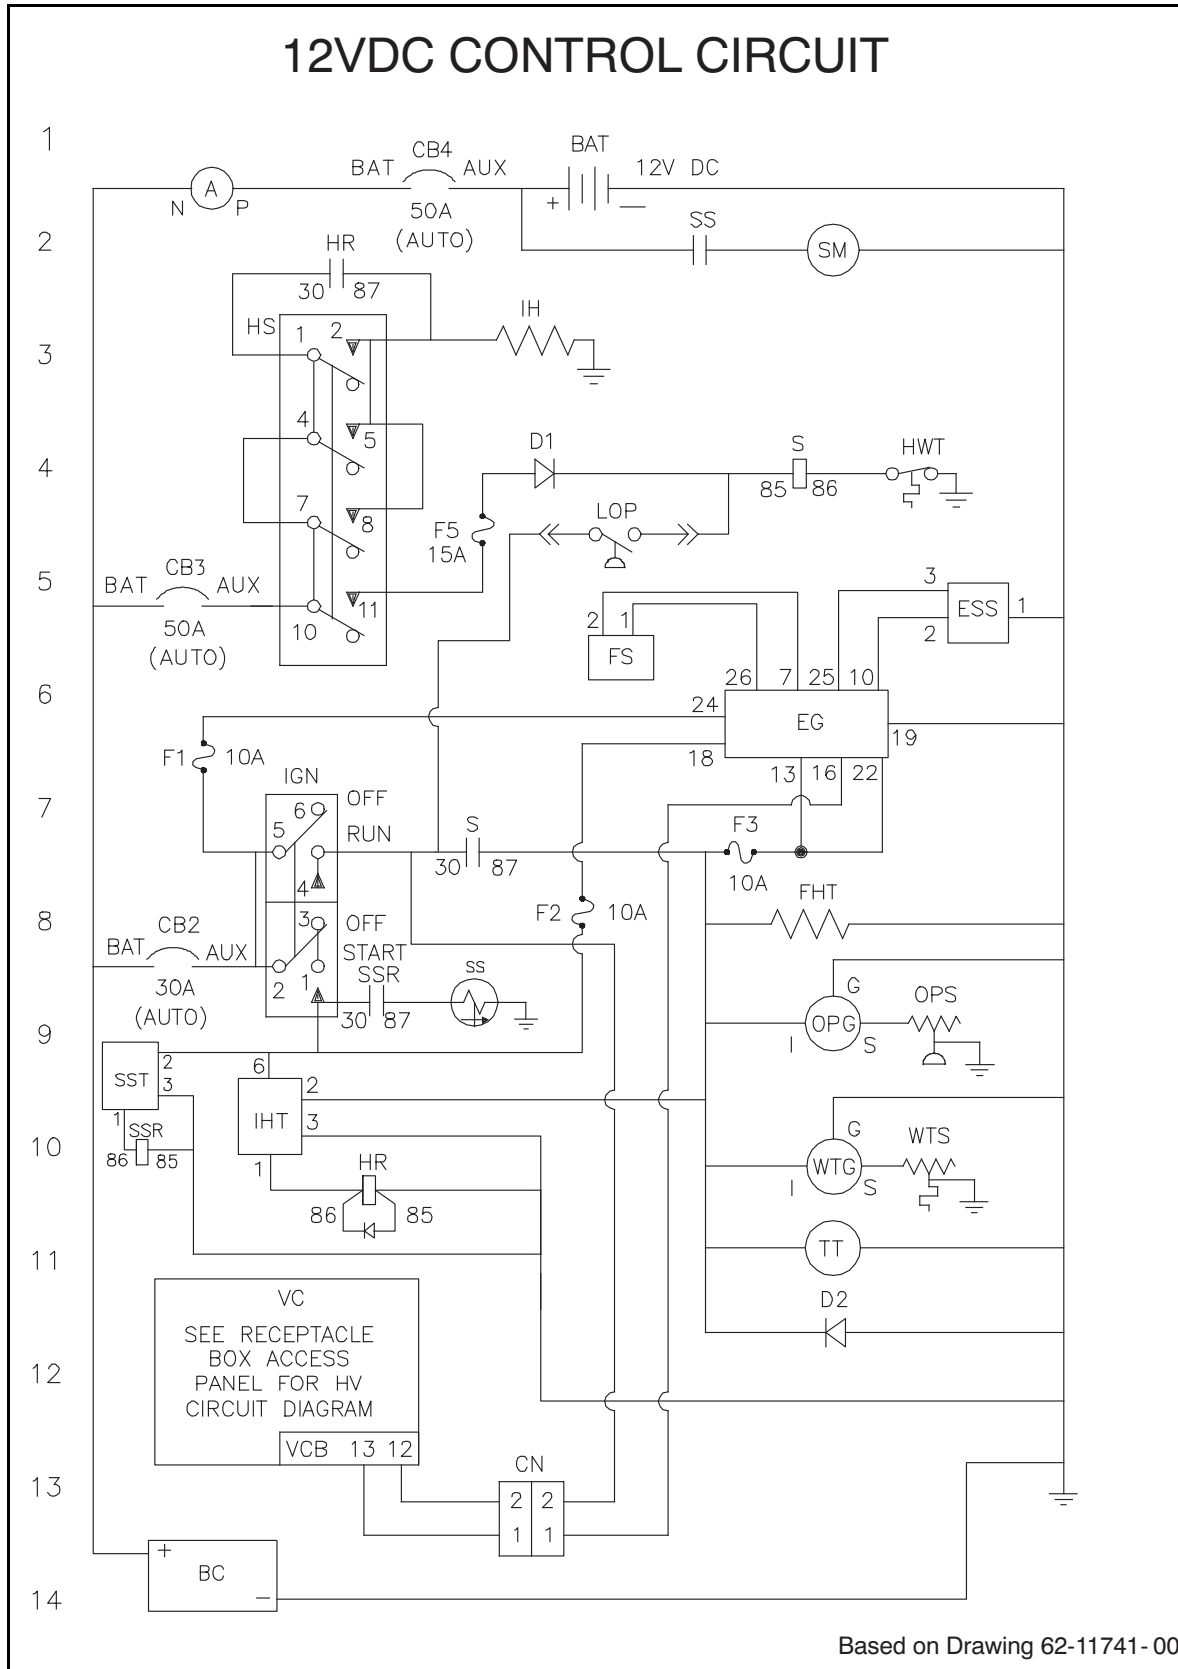 12VDC CONTROL CIRCUIT
1
BAT
CB4
AUX
BAT
12V DC
A
N
P
+
—
50A
(AUTO)
2
SS
SM
HR
30
87
IH
HS
1
2
3
4
5
D1
S
HWT
4
85
86
7
8
LOP
F5
15A
5
BAT
CB3
AUX
11
10
50A
(AUTO)
3
ESS
1
2
2
1
FS
6
26
7
25
10
24
EG
19
18
13
16
22
F1
10A
IGN
7
6
OFF
5
RUN
S
F3
30
87
4
10A
F2
10A
FHT
8
CB2
BAT
AUX
3
OFF
START
2
1
SSR
SS
30A
(AUTO)
30
87
G
OPS
OPG
I
S
9
SST
2
3
6
2
IHT
3
1
1
SSR
86
85
10
HR
86
85
G
WTS
WTG
I
S
11
TT
D2
VC
SEE RECEPTACLE
BOX ACCESS
PANEL FOR HV
CIRCUIT DIAGRAM
12
VCB
13
12
CN
13
2
2
1
1
+
BC
—
14
Based on Drawing 62-11741-00